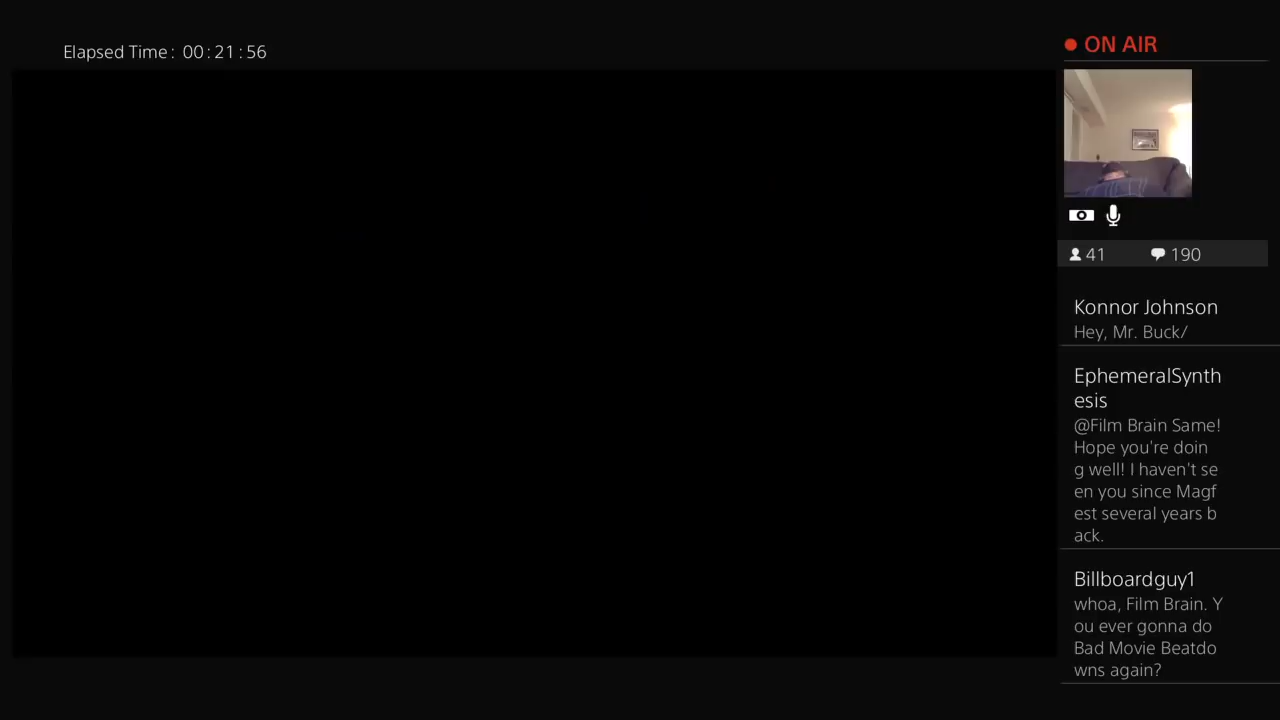 Elapsed Time: 00:21:56
ON AIR
41 190
Konnor Johnson
Hey, Mr. Buck/
EphemeralSynth
esis
@Film Brain Same!
Hope you're doin
g well! I haven't se
en you since Magf
est several years b
ack.
Billboardguy1
whoa, Film Brain. Y
ou ever gonna do
Bad Movie Beatdo
wns again?